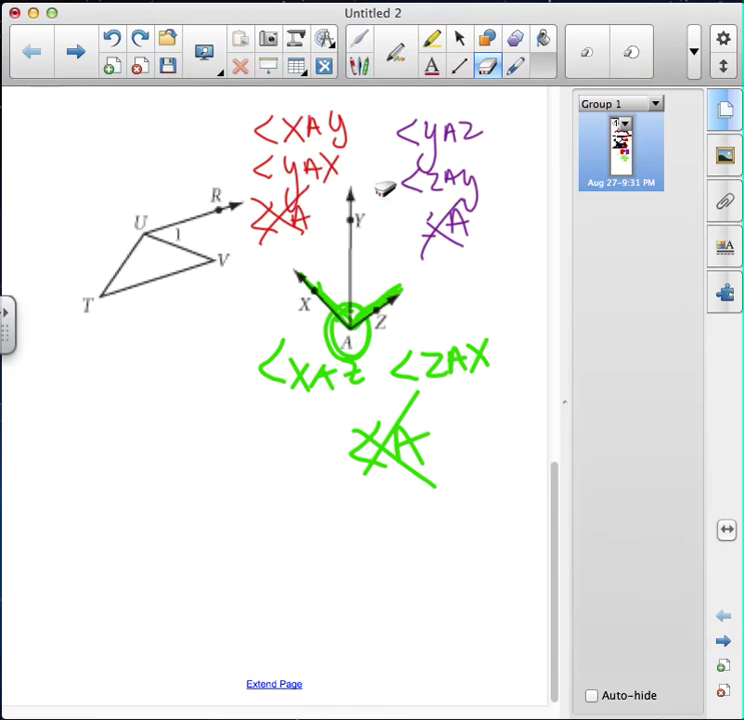 Untitled 2
Group 1
Aug 27-9:31 PM
<XAY
<YAX
<A
<YAZ
<ZAY
<A
R
U
1
V
T
Y
X
Z
A
<XAZ
<ZAX
<A
Extend Page
Auto-hide